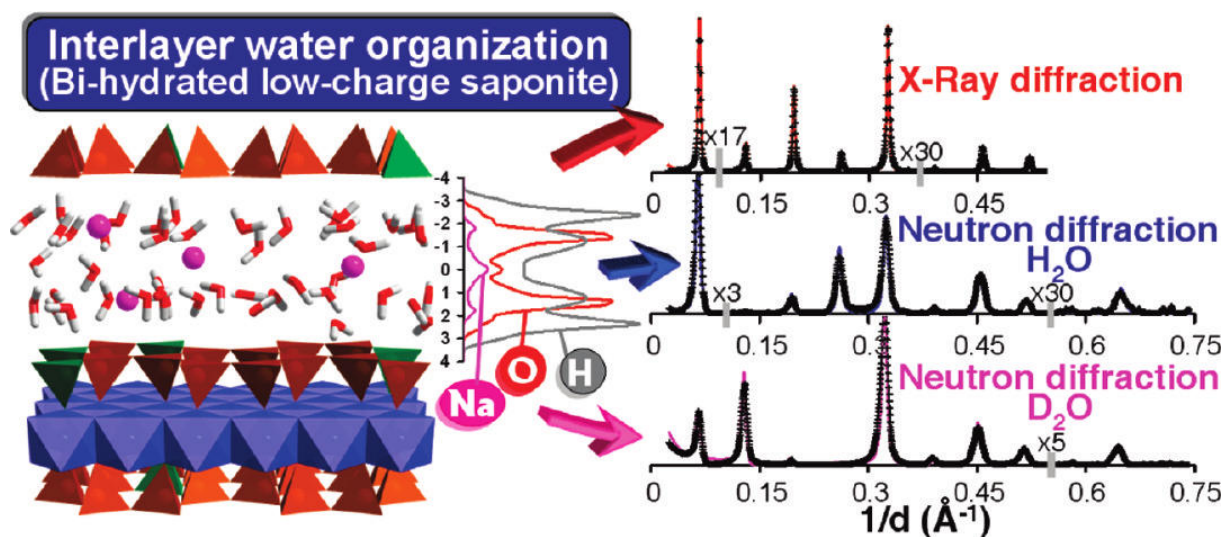 Interlayer water organization
(Bi-hydrated low-charge saponite)
-4
-3
-2
-1
0
1
2
3
4
Na
O
H
X-Ray diffraction
x17
x30
0 0.15 0.3 0.45
Neutron diffraction
H₂O
x3
x30
0 0.15 0.3 0.45 0.6 0.75
Neutron diffraction
D₂O
x5
0 0.15 0.3 0.45 0.6 0.75
1/d (Å⁻¹)